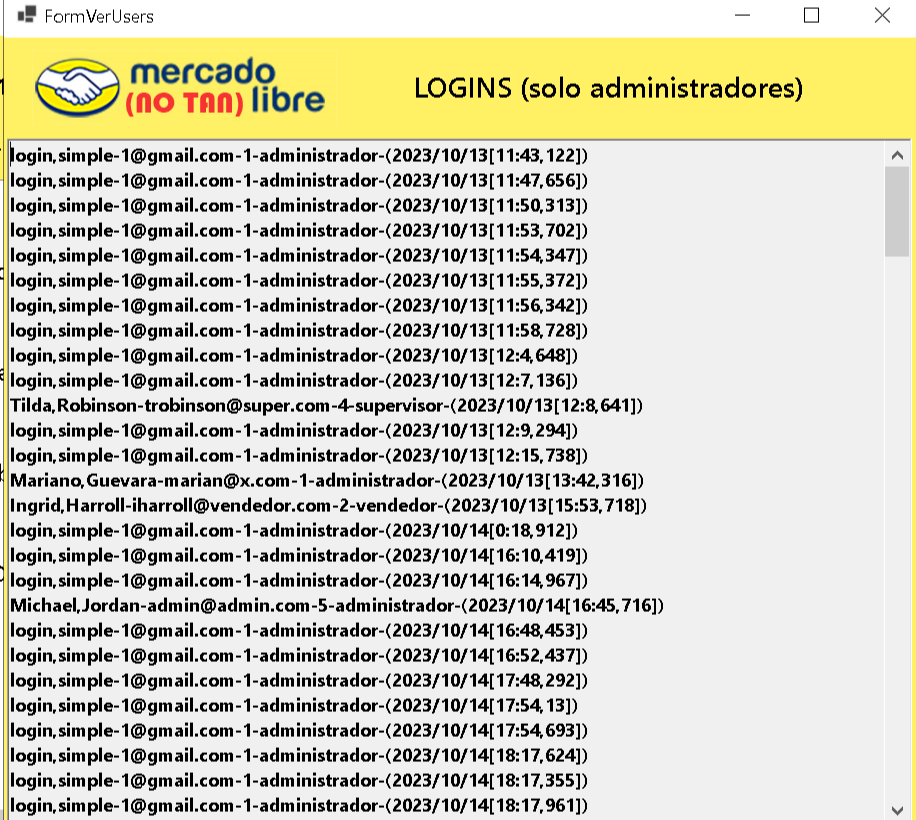 FormVerUsers
mercado
(NO TAN) libre
LOGINS (solo administradores)
login,simple-1@gmail.com-1-administrador-(2023/10/13[11:43,122])
login,simple-1@gmail.com-1-administrador-(2023/10/13[11:47,656])
login,simple-1@gmail.com-1-administrador-(2023/10/13[11:50,313])
login,simple-1@gmail.com-1-administrador-(2023/10/13[11:53,702])
login,simple-1@gmail.com-1-administrador-(2023/10/13[11:54,347])
login,simple-1@gmail.com-1-administrador-(2023/10/13[11:55,372])
login,simple-1@gmail.com-1-administrador-(2023/10/13[11:56,342])
login,simple-1@gmail.com-1-administrador-(2023/10/13[11:58,728])
login,simple-1@gmail.com-1-administrador-(2023/10/13[12:4,648])
login,simple-1@gmail.com-1-administrador-(2023/10/13[12:7,136])
Tilda,Robinson-trobinson@super.com-4-supervisor-(2023/10/13[12:8,641])
login,simple-1@gmail.com-1-administrador-(2023/10/13[12:9,294])
login,simple-1@gmail.com-1-administrador-(2023/10/13[12:15,738])
Mariano,Guevara-marian@x.com-1-administrador-(2023/10/13[13:42,316])
Ingrid,Harroll-iharroll@vendedor.com-2-vendedor-(2023/10/13[15:53,718])
login,simple-1@gmail.com-1-administrador-(2023/10/14[0:18,912])
login,simple-1@gmail.com-1-administrador-(2023/10/14[16:10,419])
login,simple-1@gmail.com-1-administrador-(2023/10/14[16:14,967])
Michael,Jordan-admin@admin.com-5-administrador-(2023/10/14[16:45,716])
login,simple-1@gmail.com-1-administrador-(2023/10/14[16:48,453])
login,simple-1@gmail.com-1-administrador-(2023/10/14[16:52,437])
login,simple-1@gmail.com-1-administrador-(2023/10/14[17:48,292])
login,simple-1@gmail.com-1-administrador-(2023/10/14[17:54,13])
login,simple-1@gmail.com-1-administrador-(2023/10/14[17:54,693])
login,simple-1@gmail.com-1-administrador-(2023/10/14[18:17,624])
login,simple-1@gmail.com-1-administrador-(2023/10/14[18:17,355])
login,simple-1@gmail.com-1-administrador-(2023/10/14[18:17,961])